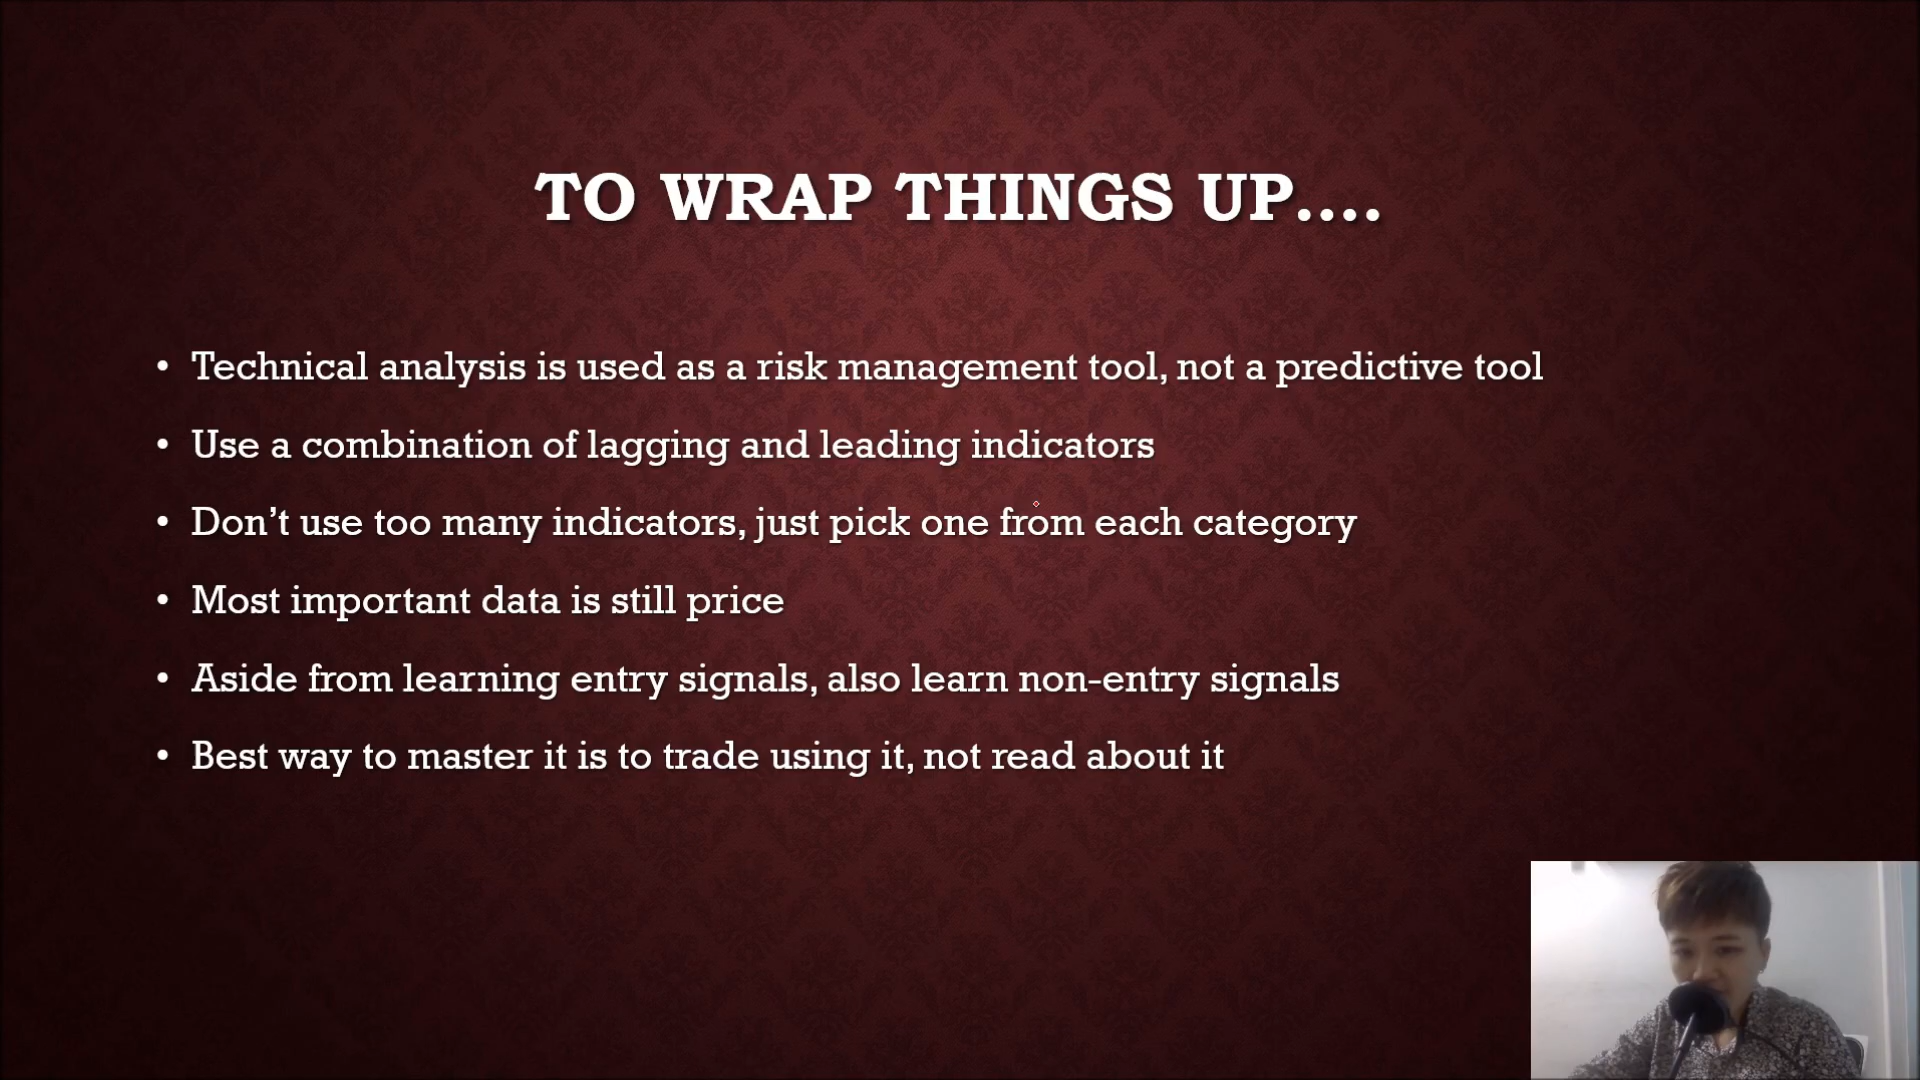 TO WRAP THINGS UP....
• Technical analysis is used as a risk management tool, not a predictive tool
• Use a combination of lagging and leading indicators
• Don’t use too many indicators, just pick one from each category
• Most important data is still price
• Aside from learning entry signals, also learn non-entry signals
• Best way to master it is to trade using it, not read about it